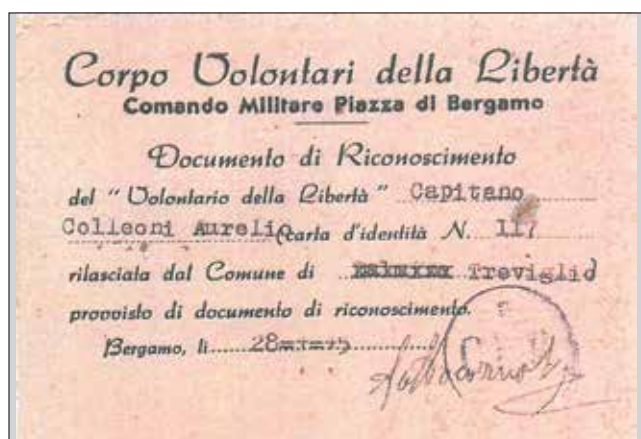 Corpo Volontari della Libertà
Comando Militare Piazza di Bergamo
Documento di Riconoscimento
del "Volontario della Libertà" Capitano
Colleoni Aurelio (carta d'identità N. 117
rilasciata dal Comune di Treviglio)
provvisto di documento di riconoscimento.
Bergamo, li 28